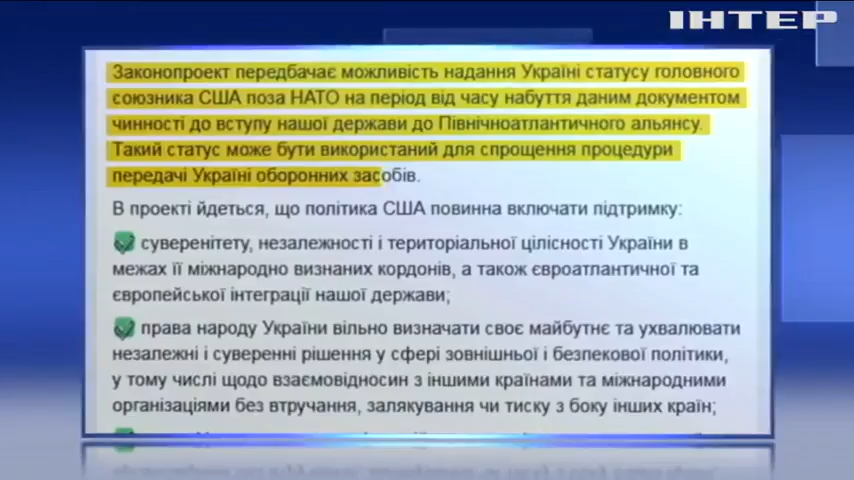 ІНТЕР
Законопроект передбачає можливість надання Україні статусу головного
союзника США поза НАТО на період від часу набуття даним документом
чинності до вступу нашої держави до Північноатлантичного альянсу.
Такий статус може бути використаний для спрощення процедури
передачі Україні оборонних засобів.
В проекті йдеться, що політика США повинна включати підтримку:
суверенітету, незалежності і територіальної цілісності України в
межах її міжнародно визнаних кордонів, а також євроатлантичної та
європейської інтеграції нашої держави;
права народу України вільно визначати своє майбутнє та ухвалювати
незалежні і суверенні рішення у сфері зовнішньої і безпекової політики,
у тому числі щодо взаємовідносин з іншими країнами та міжнародними
організаціями без втручання, залякування чи тиску з боку інших країн;